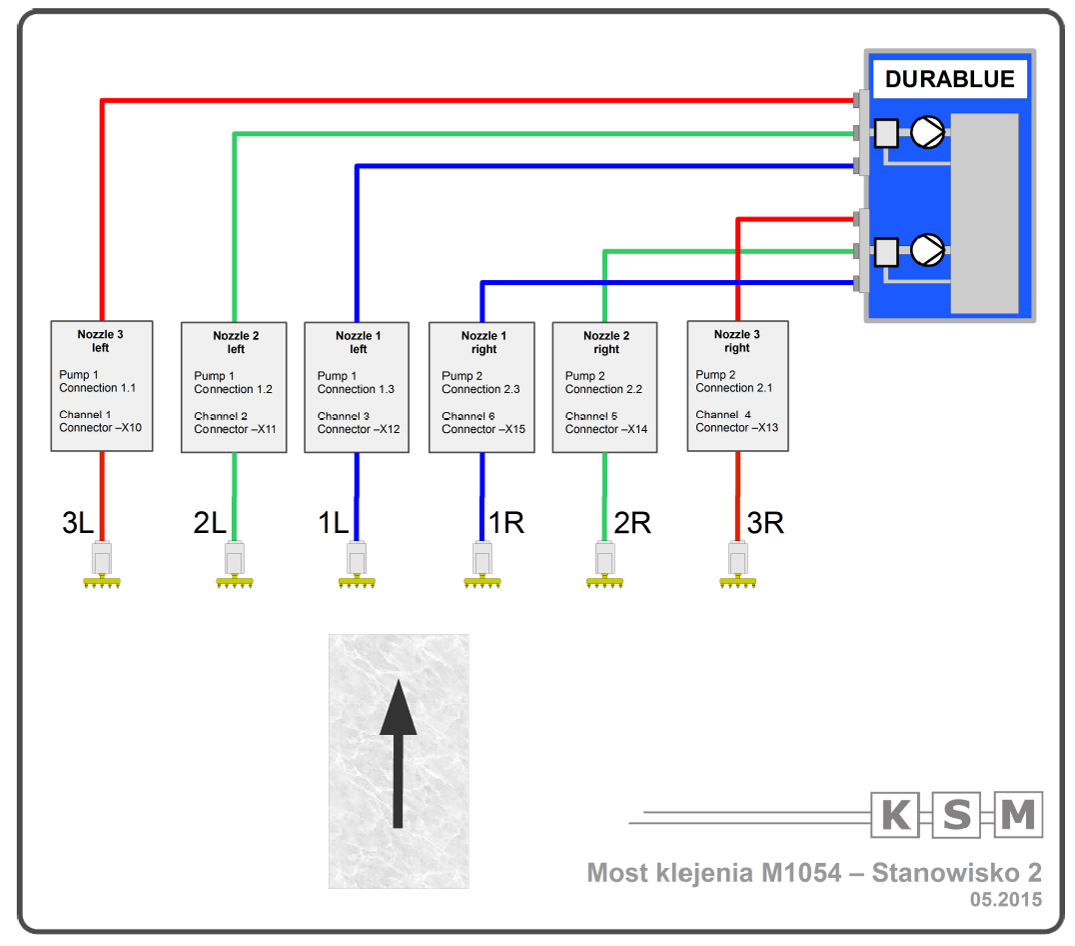 DURABLUE
Nozzle 3
left
Pump 1
Connection 1.1
Channel 1
Connector –X10
Nozzle 2
left
Pump 1
Connection 1.2
Channel 2
Connector –X11
Nozzle 1
left
Pump 1
Connection 1.3
Channel 3
Connector –X12
Nozzle 1
right
Pump 2
Connection 2.3
Channel 6
Connector –X15
Nozzle 2
right
Pump 2
Connection 2.2
Channel 5
Connector –X14
Nozzle 3
right
Pump 2
Connection 2.1
Channel 4
Connector –X13
3L
2L
1L
1R
2R
3R
K S M
Most klejenia M1054 – Stanowisko 2
05.2015